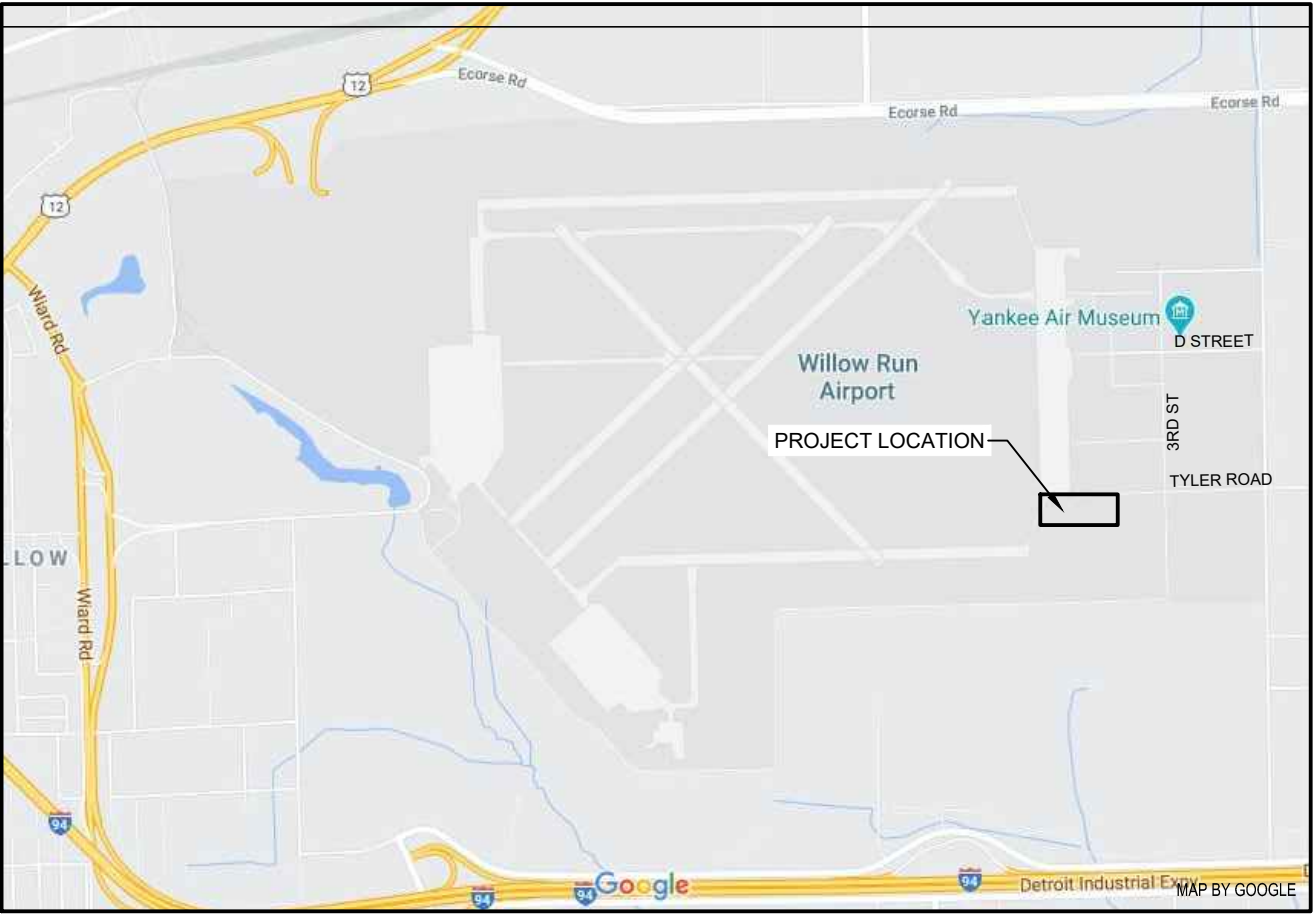 12
Ecorse Rd
Ecorse Rd
Ecorse Rd
12
Wiard Rd
Yankee Air Museum
D STREET
Willow Run
Airport
3RD ST
PROJECT LOCATION
TYLER ROAD
LLOW
Wiard Rd
94
94
94
Google
94
Detroit Industrial Expy
MAP BY GOOGLE